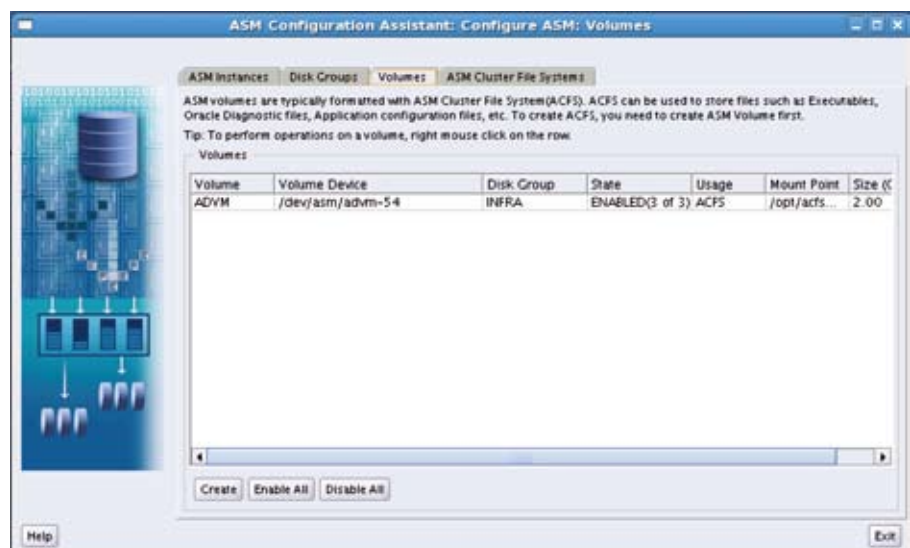 ASM Configuration Assistant: Configure ASM: Volumes
ASM Instances Disk Groups Volumes ASM Cluster File Systems
ASM volumes are typically formatted with ASM Cluster File System(ACFS). ACFS can be used to store files such as Executables,
Oracle Diagnostic files, Application configuration files, etc. To create ACFS, you need to create ASM Volume first.
Tip: To perform operations on a volume, right mouse click on the row.
Volumes
Volume Volume Device Disk Group State Usage Mount Point Size (
ADVM /dev/asm/advm-54 INFRA ENABLED(3 of 3) ACFS /opt/acfs... 2.00
Create Enable All Disable All
Help Exit